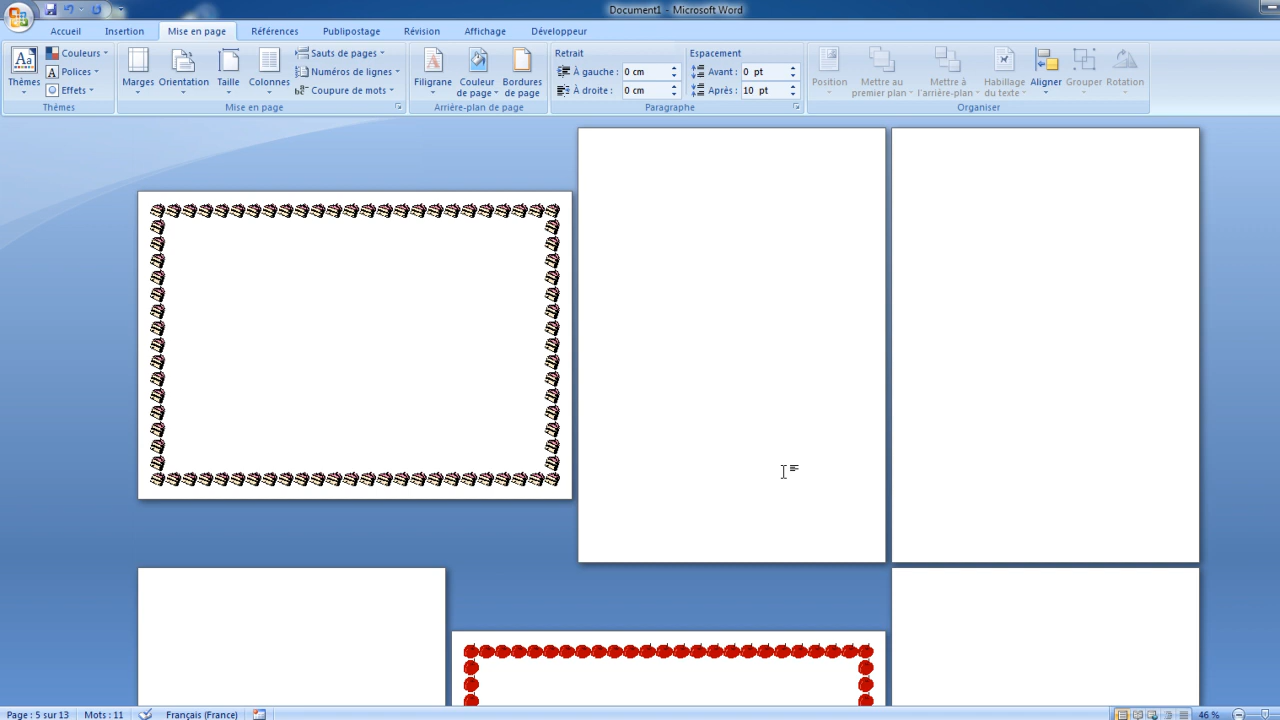 Document1 - Microsoft Word
Accueil Insertion Mise en page Références Publipostage Révision Affichage Développeur
Thèmes
Couleurs
Polices
Effets
Thèmes
Marges Orientation Taille Colonnes
Sauts de pages
Numéros de lignes
Coupure de mots
Mise en page
Filigrane Couleur de page Bordures de page
Arrière-plan de page
Retrait Espacement
À gauche : 0 cm Avant : 0 pt
À droite : 0 cm Après : 10 pt
Paragraphe
Position Mettre au premier plan Mettre à l'arrière-plan Habillage du texte Aligner Grouper Rotation
Organiser
Page : 5 sur 13 Mots : 11 Français (France) 46 %